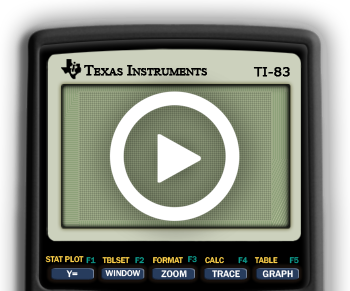 TEXAS INSTRUMENTS TI-83
STAT PLOT F1 TBLSET F2 FORMAT F3 CALC F4 TABLE F5
Y= WINDOW ZOOM TRACE GRAPH